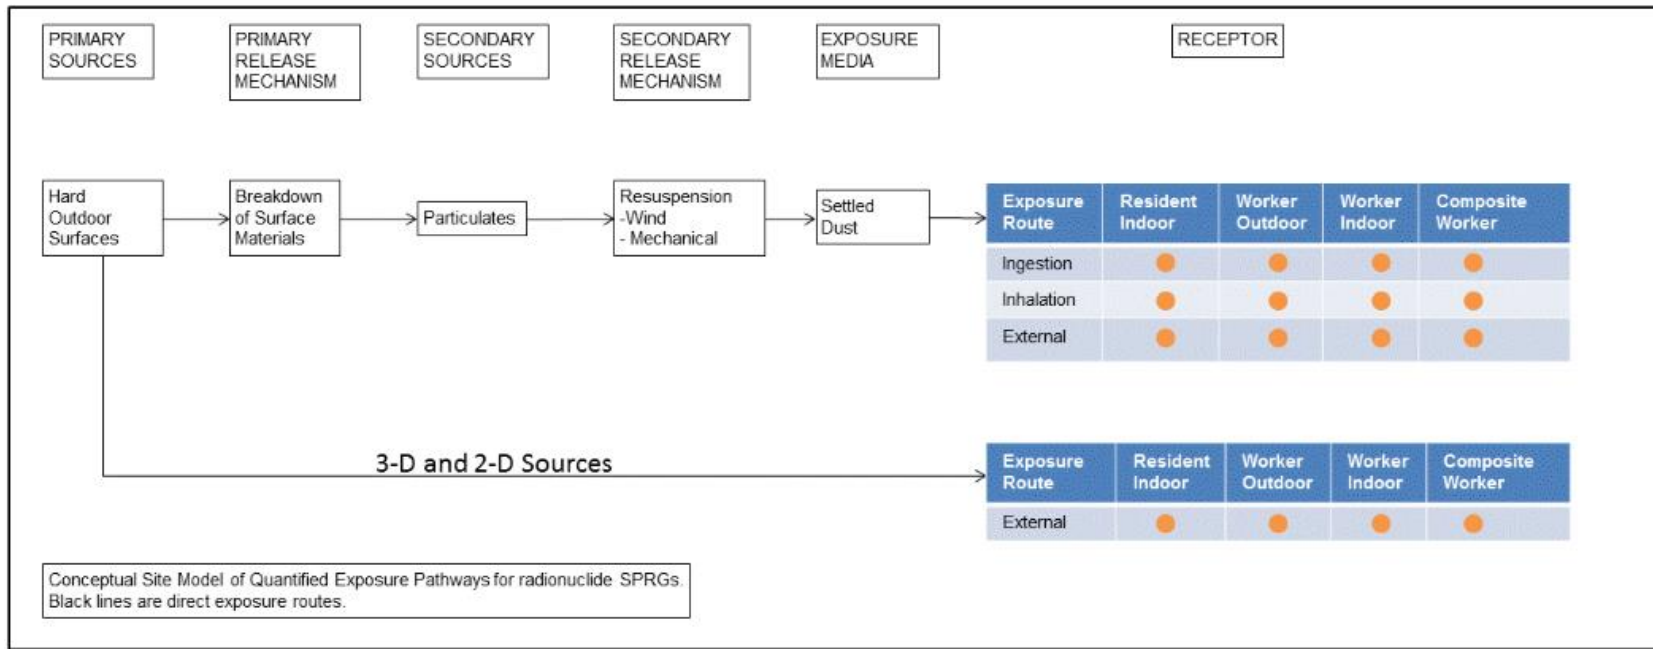 PRIMARY
SOURCES
PRIMARY
RELEASE
MECHANISM
SECONDARY
SOURCES
SECONDARY
RELEASE
MECHANISM
EXPOSURE
MEDIA
RECEPTOR
Hard
Outdoor
Surfaces
Breakdown
of Surface
Materials
Particulates
Resuspension
-Wind
- Mechanical
Settled
Dust
Exposure
Route
Resident
Indoor
Worker
Outdoor
Worker
Indoor
Composite
Worker
Ingestion
Inhalation
External
3-D and 2-D Sources
Exposure
Route
Resident
Indoor
Worker
Outdoor
Worker
Indoor
Composite
Worker
External
Conceptual Site Model of Quantified Exposure Pathways for radionuclide SPRGs.
Black lines are direct exposure routes.